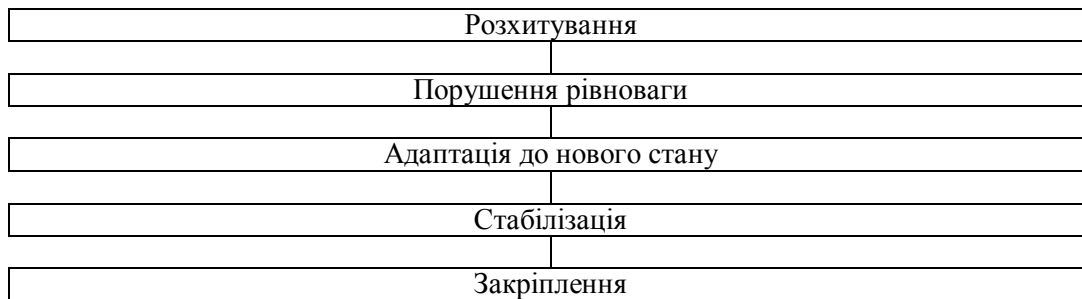 Розхитування
Порушення рівноваги
Адаптація до нового стану
Стабілізація
Закріплення